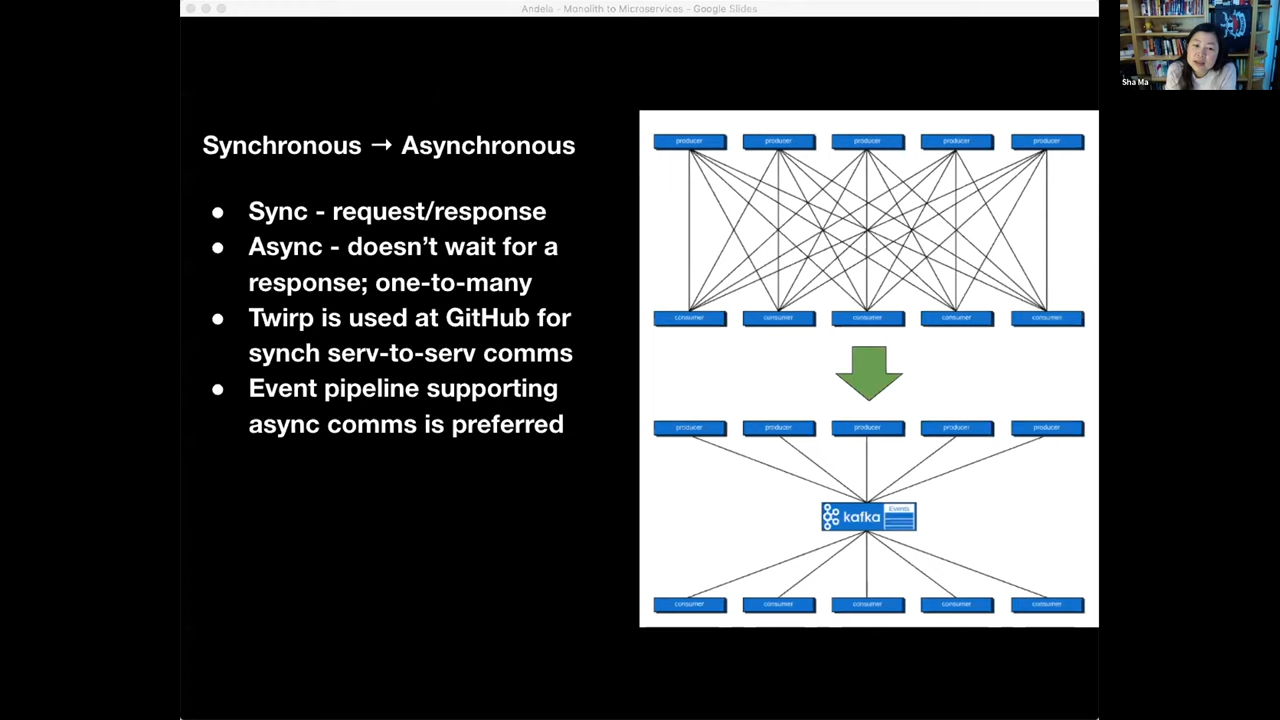 Andela - Monolith to Microservices - Google Slides
Sha Ma
Synchronous → Asynchronous
● Sync - request/response
● Async - doesn't wait for a
response; one-to-many
● Twirp is used at GitHub for
synch serv-to-serv comms
● Event pipeline supporting
async comms is preferred
producer producer producer producer producer
consumer consumer consumer consumer consumer
producer producer producer producer producer
kafka Events
consumer consumer consumer consumer consumer